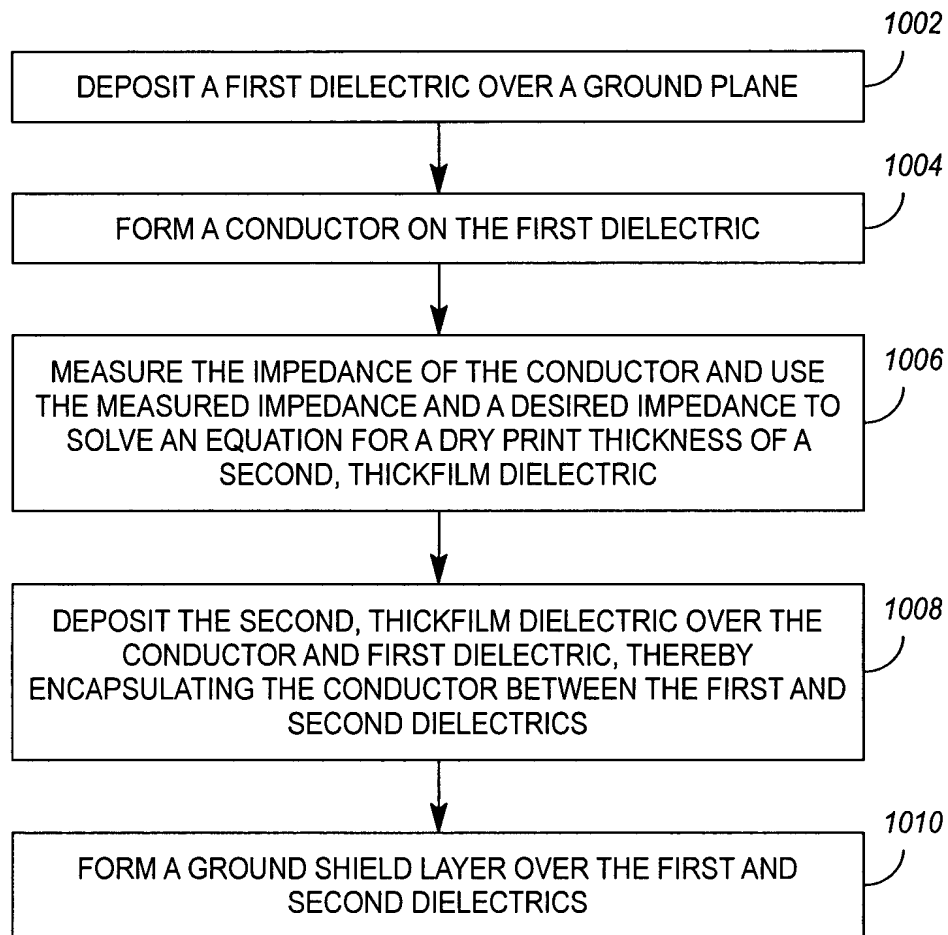 1002
DEPOSIT A FIRST DIELECTRIC OVER A GROUND PLANE
1004
FORM A CONDUCTOR ON THE FIRST DIELECTRIC
1006
MEASURE THE IMPEDANCE OF THE CONDUCTOR AND USE
THE MEASURED IMPEDANCE AND A DESIRED IMPEDANCE TO
SOLVE AN EQUATION FOR A DRY PRINT THICKNESS OF A
SECOND, THICKFILM DIELECTRIC
1008
DEPOSIT THE SECOND, THICKFILM DIELECTRIC OVER THE
CONDUCTOR AND FIRST DIELECTRIC, THEREBY
ENCAPSULATING THE CONDUCTOR BETWEEN THE FIRST AND
SECOND DIELECTRICS
1010
FORM A GROUND SHIELD LAYER OVER THE FIRST AND
SECOND DIELECTRICS